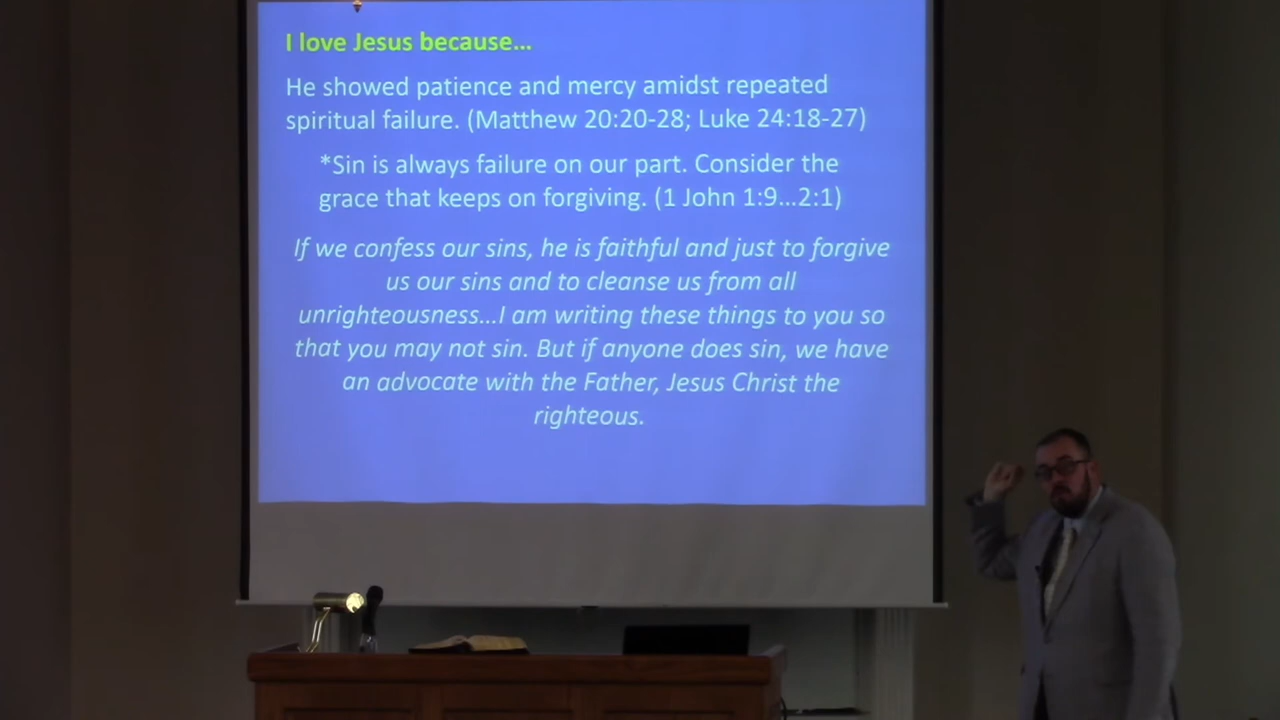 I love Jesus because…
He showed patience and mercy amidst repeated
spiritual failure. (Matthew 20:20-28; Luke 24:18-27)
*Sin is always failure on our part. Consider the
grace that keeps on forgiving. (1 John 1:9…2:1)
If we confess our sins, he is faithful and just to forgive
us our sins and to cleanse us from all
unrighteousness…I am writing these things to you so
that you may not sin. But if anyone does sin, we have
an advocate with the Father, Jesus Christ the
righteous.